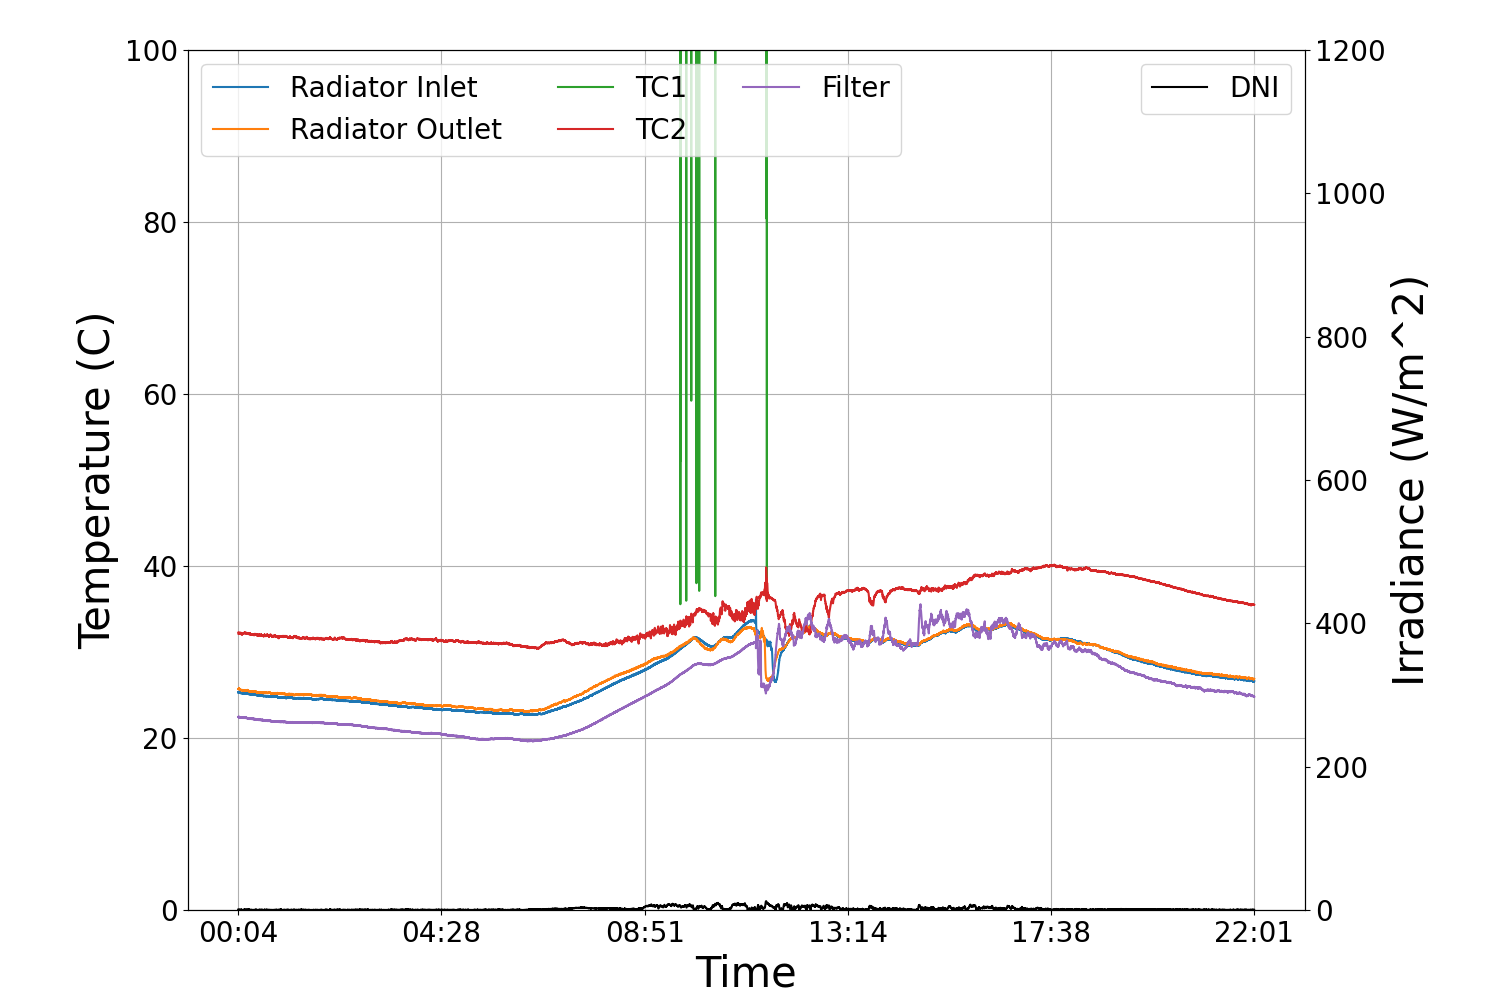 Radiator Inlet
Radiator Outlet
TC1
TC2
Filter
DNI
Temperature (C)
100
80
60
40
20
0
Irradiance (W/m^2)
1200
1000
800
600
400
200
0
00:04
04:28
08:51
13:14
17:38
22:01
Time